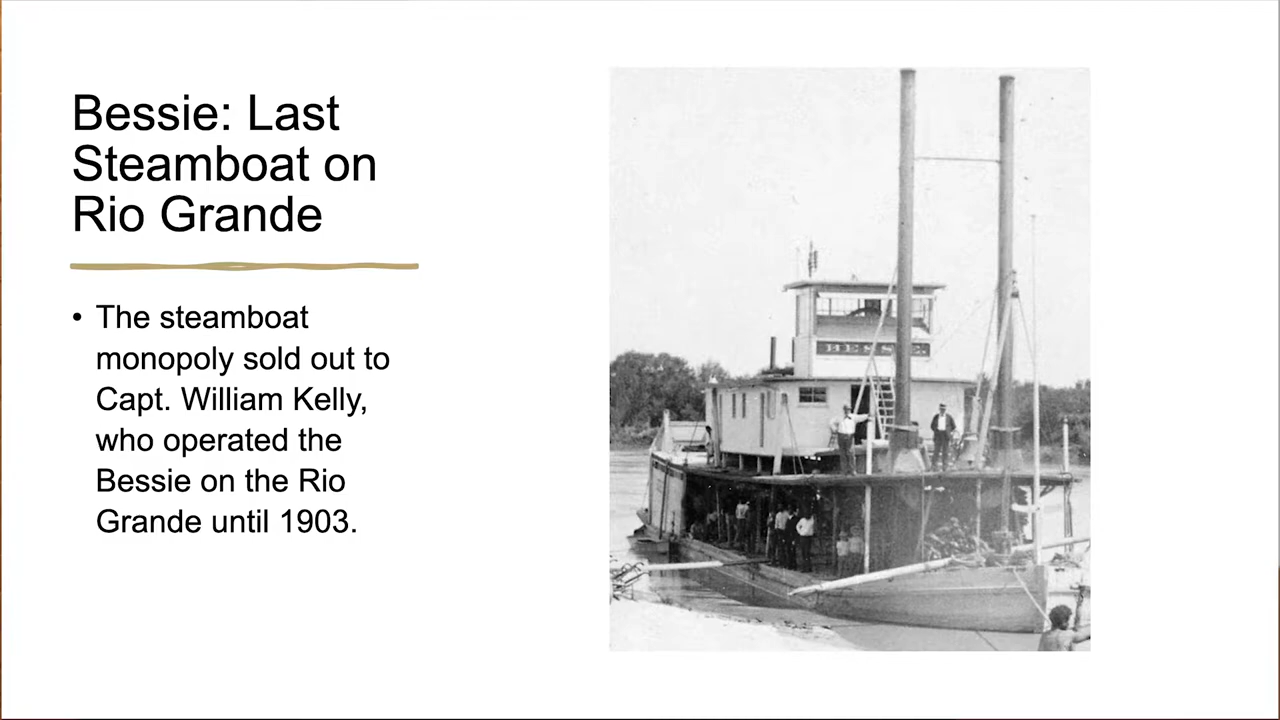 Bessie: Last
Steamboat on
Rio Grande
• The steamboat
monopoly sold out to
Capt. William Kelly,
who operated the
Bessie on the Rio
Grande until 1903.
BESSIE